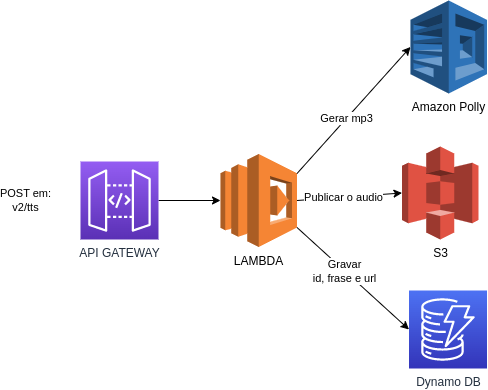 Amazon Polly
Gerar mp3
POST em:
v2/tts
API GATEWAY
LAMBDA
Publicar o audio
S3
Gravar
id, frase e url
Dynamo DB